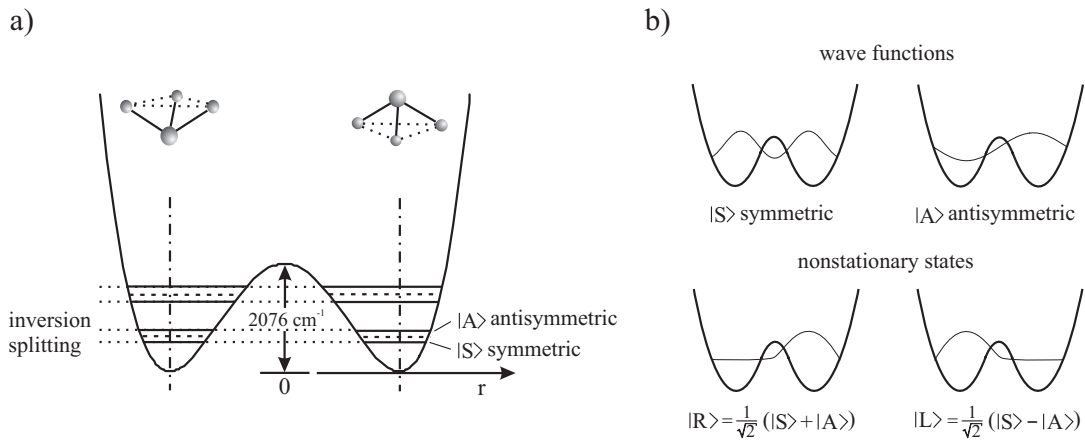 a)
2076 cm⁻¹
inversion
splitting
|A> antisymmetric
|S> symmetric
0
r
b)
wave functions
|S> symmetric
|A> antisymmetric
nonstationary states
|R> = 1/√2 (|S> + |A>)
|L> = 1/√2 (|S> − |A>)